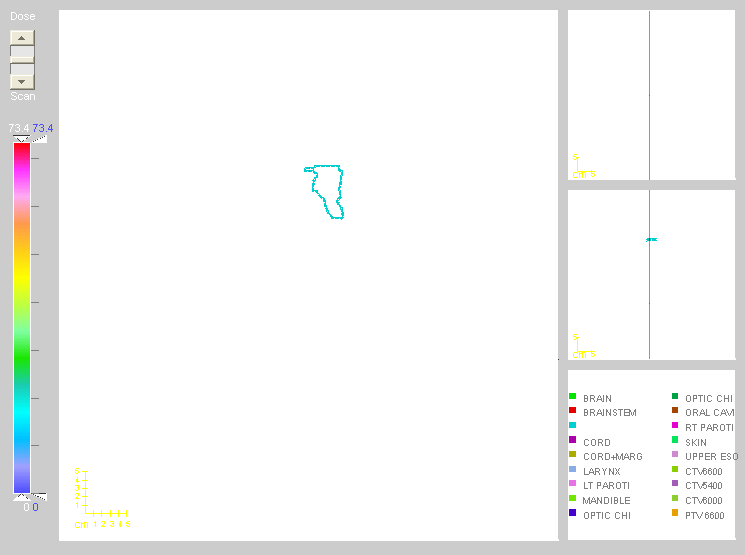 Dose
Scan
73.4 73.4
0 0
5
4
3
2
1
cm 1 2 3 4 5
5
cm 5
5
cm 5
BRAIN
BRAINSTEM
CORD
CORD+MARG
LARYNX
LT PAROTI
MANDIBLE
OPTIC CHI
OPTIC CHI
ORAL CAVI
RT PAROTI
SKIN
UPPER ESO
CTV6600
CTV5400
CTV6000
PTV 6600